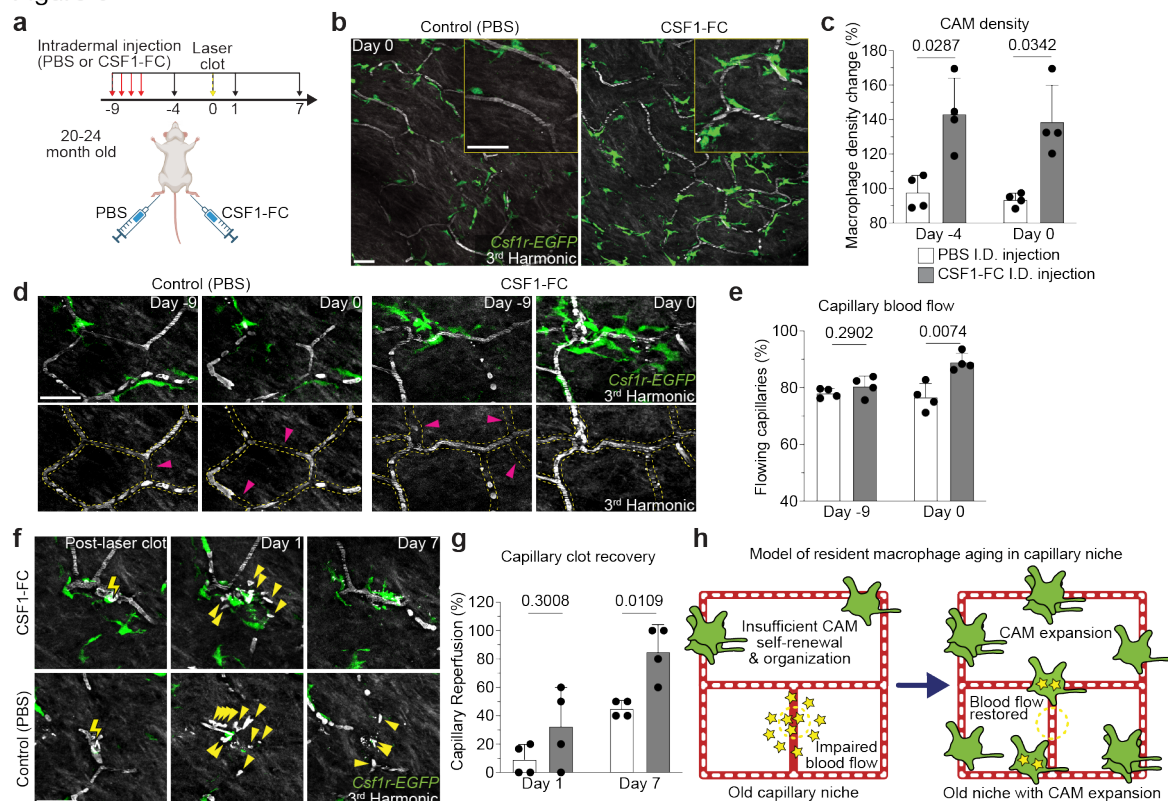 a
Intradermal injection
(PBS or CSF1-FC)
Laser
clot
-9
-4
0
1
7
20-24
month old
PBS
CSF1-FC
b
Control (PBS)
CSF1-FC
Day 0
Csf1r-EGFP
3rd Harmonic
c
CAM density
0.0287
0.0342
Macrophage density change (%)
180
160
140
120
100
80
Day -4
Day 0
PBS I.D. injection
CSF1-FC I.D. injection
d
Control (PBS)
CSF1-FC
Day -9
Day 0
Day -9
Day 0
Csf1r-EGFP
3rd Harmonic
3rd Harmonic
e
Capillary blood flow
0.2902
0.0074
Flowing capillaries (%)
100
80
60
40
Day -9
Day 0
f
Post-laser clot
Day 1
Day 7
CSF1-FC
Control (PBS)
Csf1r-EGFP
3rd Harmonic
g
Capillary clot recovery
0.3008
0.0109
Capillary Reperfusion (%)
120
100
80
60
40
20
0
Day 1
Day 7
h
Model of resident macrophage aging in capillary niche
Insufficient CAM
self-renewal
& organization
Impaired
blood flow
Old capillary niche
CAM expansion
Blood flow
restored
Old niche with CAM expansion